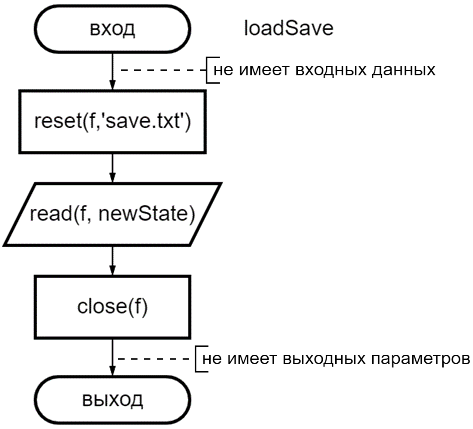 вход
loadSave
не имеет входных данных
reset(f,'save.txt')
read(f, newState)
close(f)
не имеет выходных параметров
выход